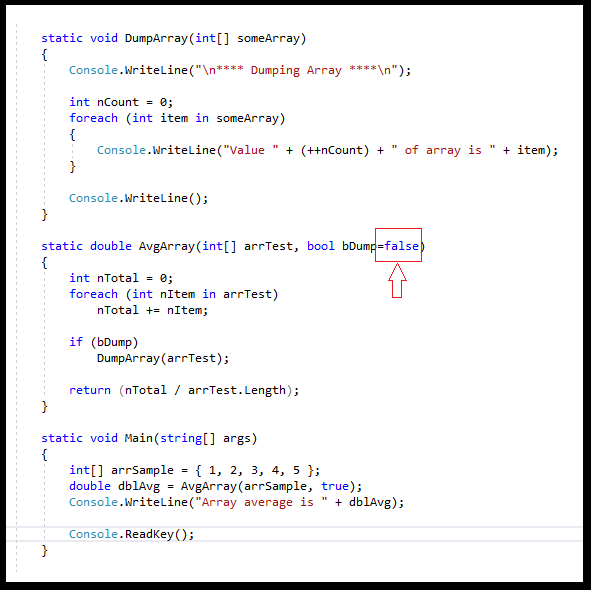 static void DumpArray(int[] someArray)
{
    Console.WriteLine("\n**** Dumping Array ****\n");
    int nCount = 0;
    foreach (int item in someArray)
    {
        Console.WriteLine("Value " + (++nCount) + " of array is " + item);
    }
    Console.WriteLine();
}
static double AvgArray(int[] arrTest, bool bDump=false)
{
    int nTotal = 0;
    foreach (int nItem in arrTest)
        nTotal += nItem;
    if (bDump)
        DumpArray(arrTest);
    return (nTotal / arrTest.Length);
}
static void Main(string[] args)
{
    int[] arrSample = { 1, 2, 3, 4, 5 };
    double dblAvg = AvgArray(arrSample, true);
    Console.WriteLine("Array average is " + dblAvg);
    Console.ReadKey();
}